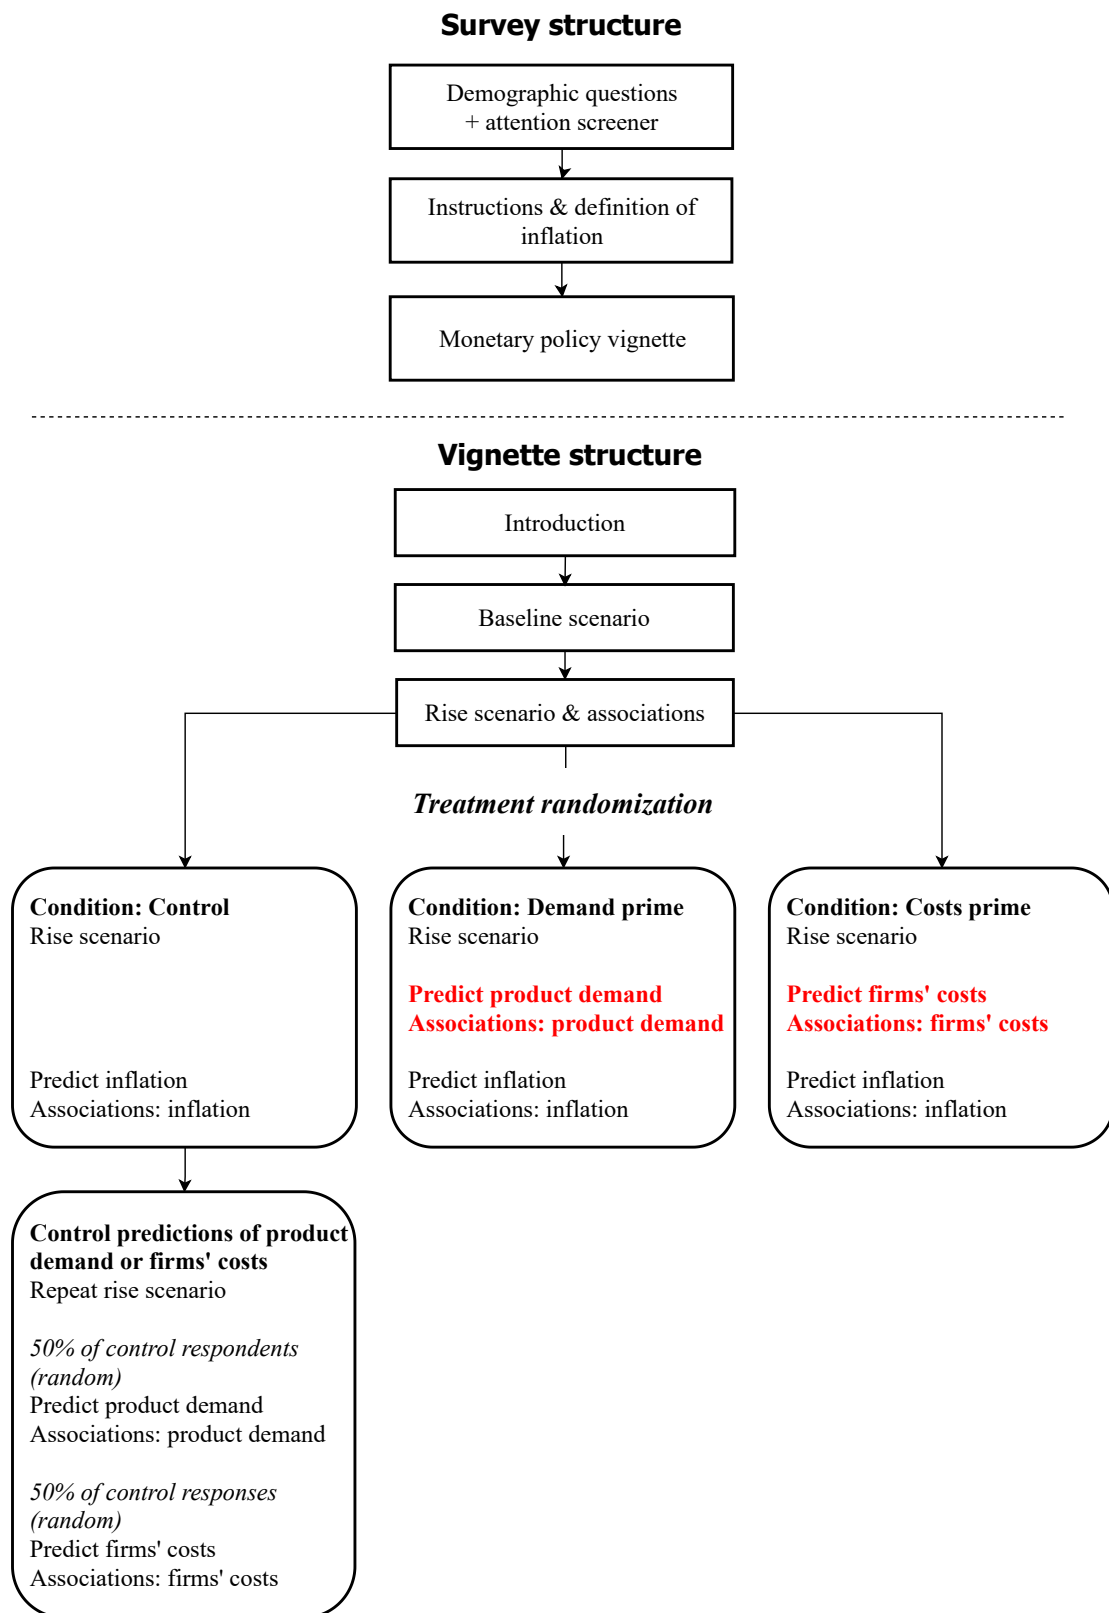 Survey structure
Demographic questions
+ attention screener
Instructions & definition of
inflation
Monetary policy vignette
Vignette structure
Introduction
Baseline scenario
Rise scenario & associations
Treatment randomization
Condition: Control
Rise scenario
Predict inflation
Associations: inflation
Condition: Demand prime
Rise scenario
Predict product demand
Associations: product demand
Predict inflation
Associations: inflation
Condition: Costs prime
Rise scenario
Predict firms' costs
Associations: firms' costs
Predict inflation
Associations: inflation
Control predictions of product
demand or firms' costs
Repeat rise scenario
50% of control respondents
(random)
Predict product demand
Associations: product demand
50% of control responses
(random)
Predict firms' costs
Associations: firms' costs